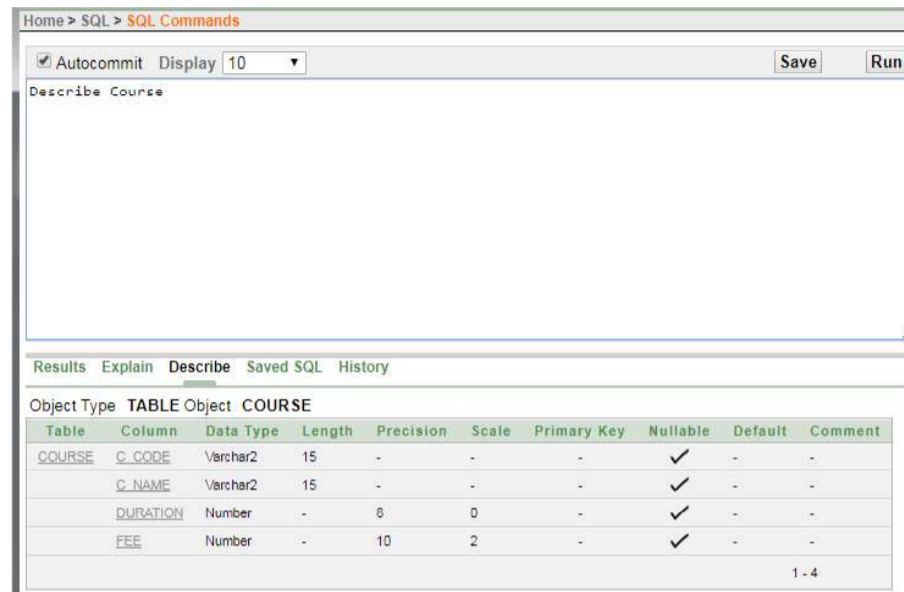 Home > SQL > SQL Commands
Autocommit Display 10 Save Run
Describe Course
Results Explain Describe Saved SQL History
Object Type TABLE Object COURSE
Table Column Data Type Length Precision Scale Primary Key Nullable Default Comment
COURSE C_CODE Varchar2 15 - - - - -
C_NAME Varchar2 15 - - - - -
DURATION Number - 6 0 - - -
FEE Number - 10 2 - - -
1 - 4